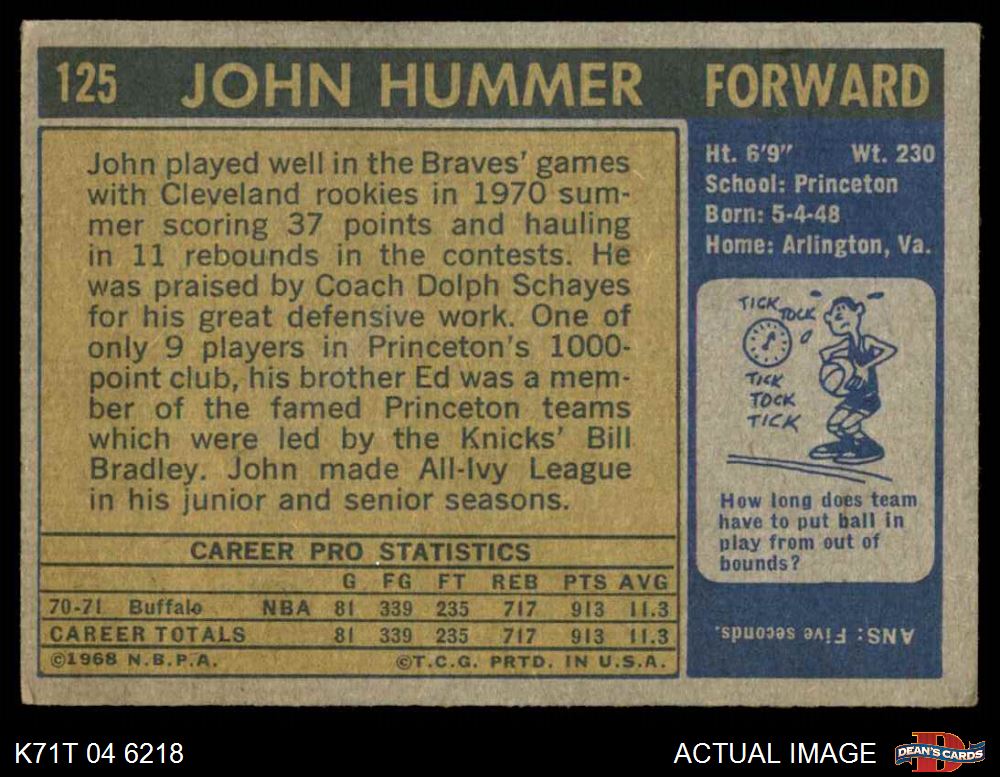 125 JOHN HUMMER FORWARD
John played well in the Braves' games
with Cleveland rookies in 1970 sum-
mer scoring 37 points and hauling
in 11 rebounds in the contests. He
was praised by Coach Dolph Schayes
for his great defensive work. One of
only 9 players in Princeton's 1000-
point club, his brother Ed was a mem-
ber of the famed Princeton teams
which were led by the Knicks' Bill
Bradley. John made All-Ivy League
in his junior and senior seasons.
CAREER PRO STATISTICS
G FG FT REB PTS AVG
70-71 Buffalo NBA 81 339 235 717 913 11.3
CAREER TOTALS 81 339 235 717 913 11.3
©1968 N.B.P.A. ©T.C.G. PRTD. IN U.S.A.
Ht. 6'9" Wt. 230
School: Princeton
Born: 5-4-48
Home: Arlington, Va.
TICK
TOCK
TICK
TOCK
TICK
How long does team
have to put ball in
play from out of
bounds?
ANS: Five seconds.
K71T 04 6218 ACTUAL IMAGE
D
DEAN'S CARDS